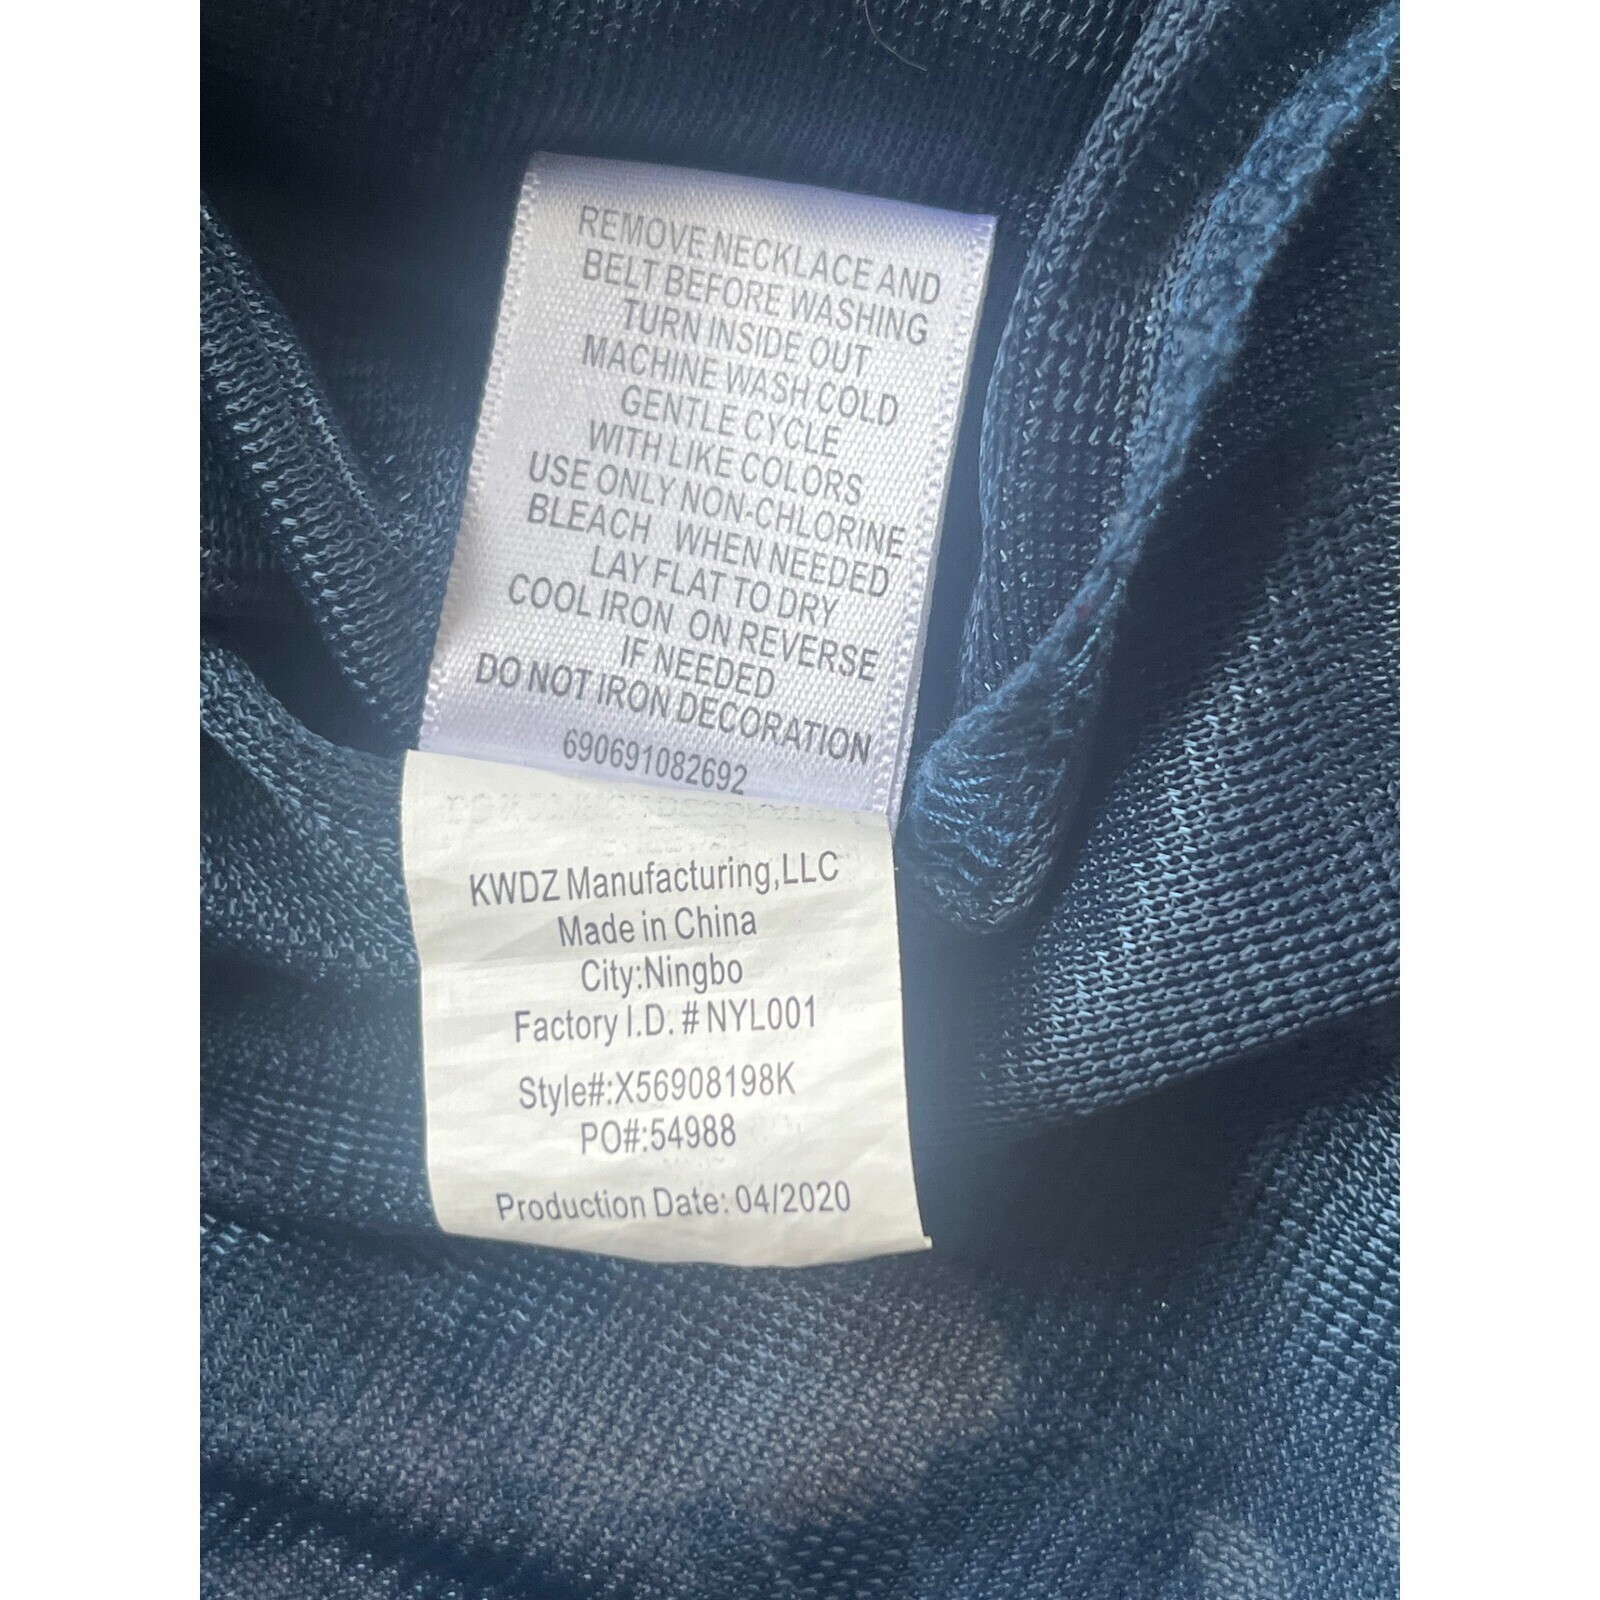 REMOVE NECKLACE AND
BELT BEFORE WASHING
TURN INSIDE OUT
MACHINE WASH COLD
GENTLE CYCLE
WITH LIKE COLORS
USE ONLY NON-CHLORINE
BLEACH WHEN NEEDED
LAY FLAT TO DRY
COOL IRON ON REVERSE
IF NEEDED
DO NOT IRON DECORATION
690691082692
KWDZ Manufacturing,LLC
Made in China
City:Ningbo
Factory I.D. # NYL001
Style#:X56908198K
PO#:54988
Production Date: 04/2020